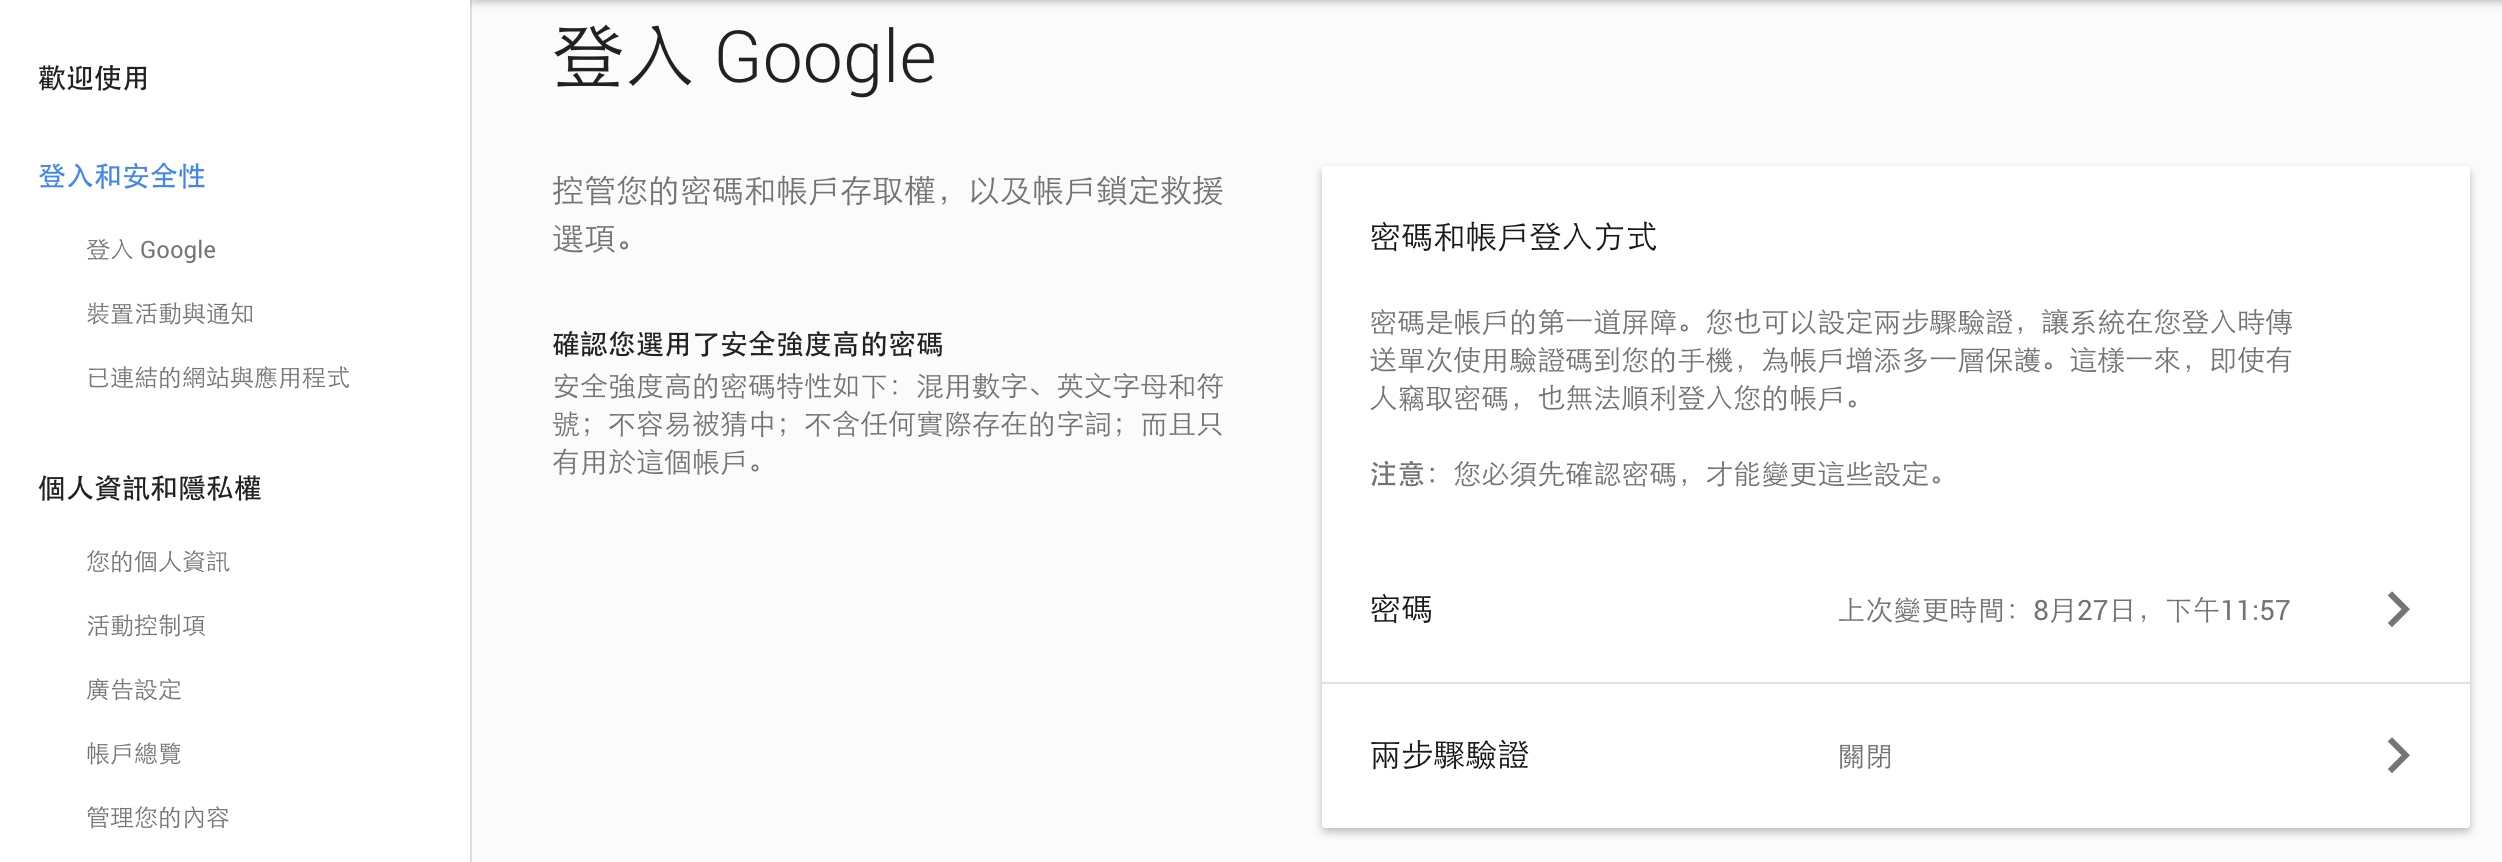 歡迎使用
登入和安全性
登入 Google
裝置活動與通知
已連結的網站與應用程式
個人資訊和隱私權
您的個人資訊
活動控制項
廣告設定
帳戶總覽
管理您的內容
登入 Google
控管您的密碼和帳戶存取權，以及帳戶鎖定救援
選項。
確認您選用了安全強度高的密碼
安全強度高的密碼特性如下：混用數字、英文字母和符
號；不容易被猜中；不含任何實際存在的字詞；而且只
有用於這個帳戶。
密碼和帳戶登入方式
密碼是帳戶的第一道屏障。您也可以設定兩步驟驗證，讓系統在您登入時傳
送單次使用驗證碼到您的手機，為帳戶增添多一層保護。這樣一來，即使有
人竊取密碼，也無法順利登入您的帳戶。
注意：您必須先確認密碼，才能變更這些設定。
密碼
上次變更時間：8月27日，下午11:57
兩步驟驗證
關閉